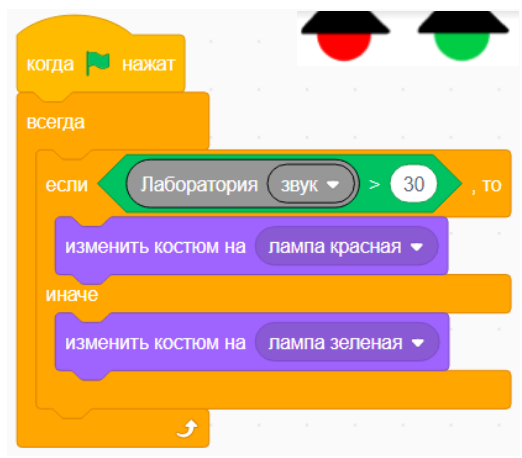 когда нажат
всегда
если Лаборатория звук > 30 , то
изменить костюм на лампа красная
иначе
изменить костюм на лампа зеленая